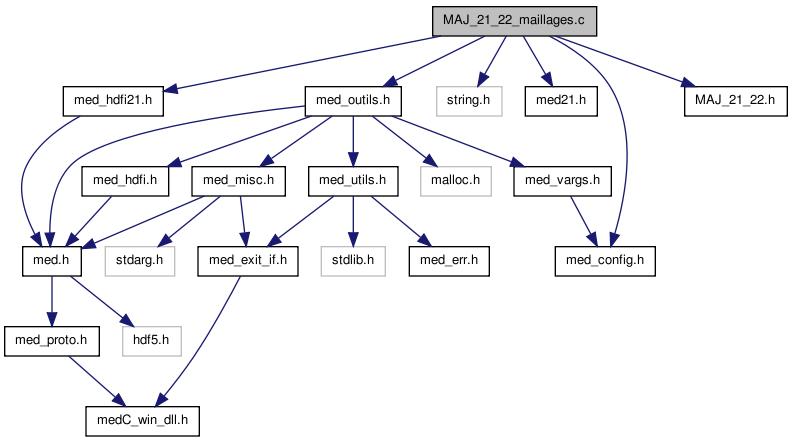 MAJ_21_22_maillages.c
med_hdfi21.h
med_outils.h
string.h
med21.h
MAJ_21_22.h
med_hdfi.h
med_misc.h
med_utils.h
malloc.h
med_vargs.h
med.h
stdarg.h
med_exit_if.h
stdlib.h
med_err.h
med_config.h
med_proto.h
hdf5.h
medC_win_dll.h